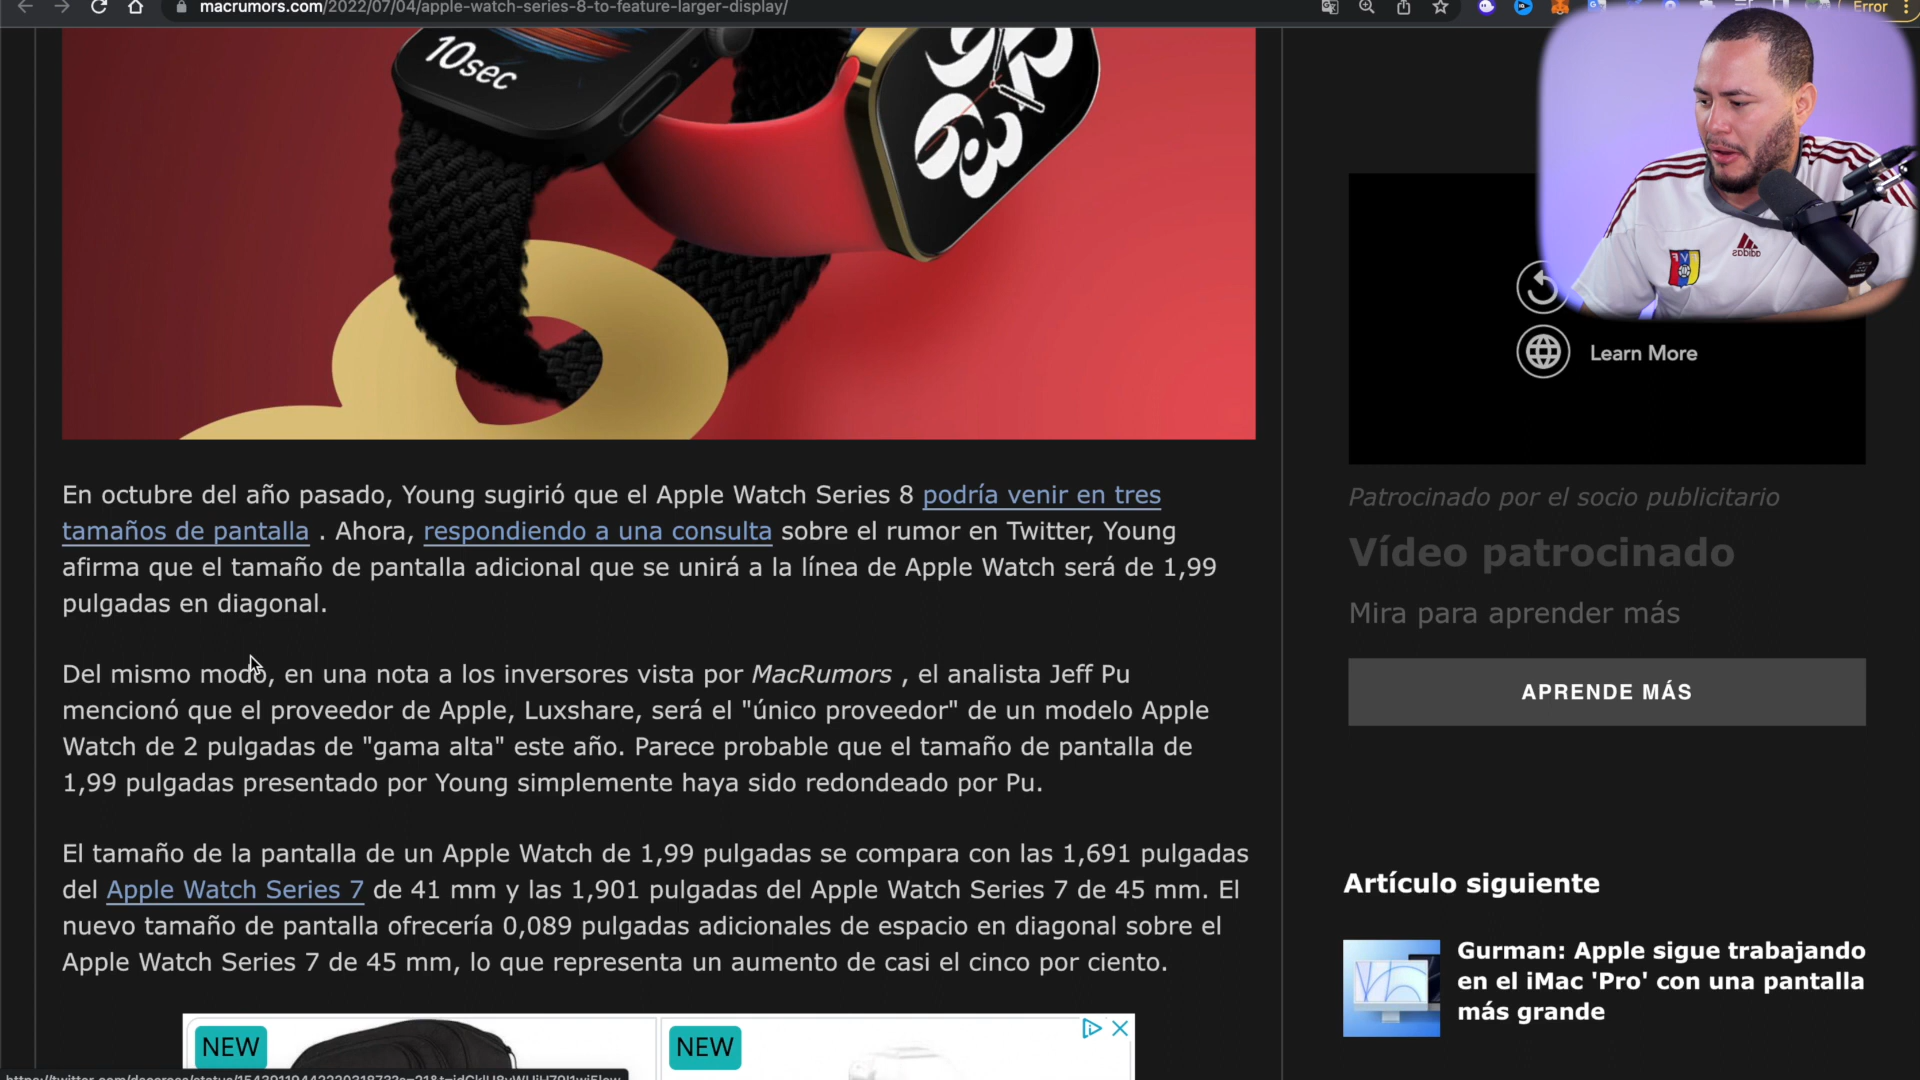 macrumors.com/2022/07/04/apple-watch-series-8-to-feature-larger-display/
Error
10sec
adidas
Learn More
En octubre del año pasado, Young sugirió que el Apple Watch Series 8 podría venir en tres
tamaños de pantalla . Ahora, respondiendo a una consulta sobre el rumor en Twitter, Young
afirma que el tamaño de pantalla adicional que se unirá a la línea de Apple Watch será de 1,99
pulgadas en diagonal.
Del mismo modo, en una nota a los inversores vista por MacRumors , el analista Jeff Pu
mencionó que el proveedor de Apple, Luxshare, será el "único proveedor" de un modelo Apple
Watch de 2 pulgadas de "gama alta" este año. Parece probable que el tamaño de pantalla de
1,99 pulgadas presentado por Young simplemente haya sido redondeado por Pu.
El tamaño de la pantalla de un Apple Watch de 1,99 pulgadas se compara con las 1,691 pulgadas
del Apple Watch Series 7 de 41 mm y las 1,901 pulgadas del Apple Watch Series 7 de 45 mm. El
nuevo tamaño de pantalla ofrecería 0,089 pulgadas adicionales de espacio en diagonal sobre el
Apple Watch Series 7 de 45 mm, lo que representa un aumento de casi el cinco por ciento.
NEW
NEW
Patrocinado por el socio publicitario
Vídeo patrocinado
Mira para aprender más
APRENDE MÁS
Artículo siguiente
Gurman: Apple sigue trabajando
en el iMac 'Pro' con una pantalla
más grande